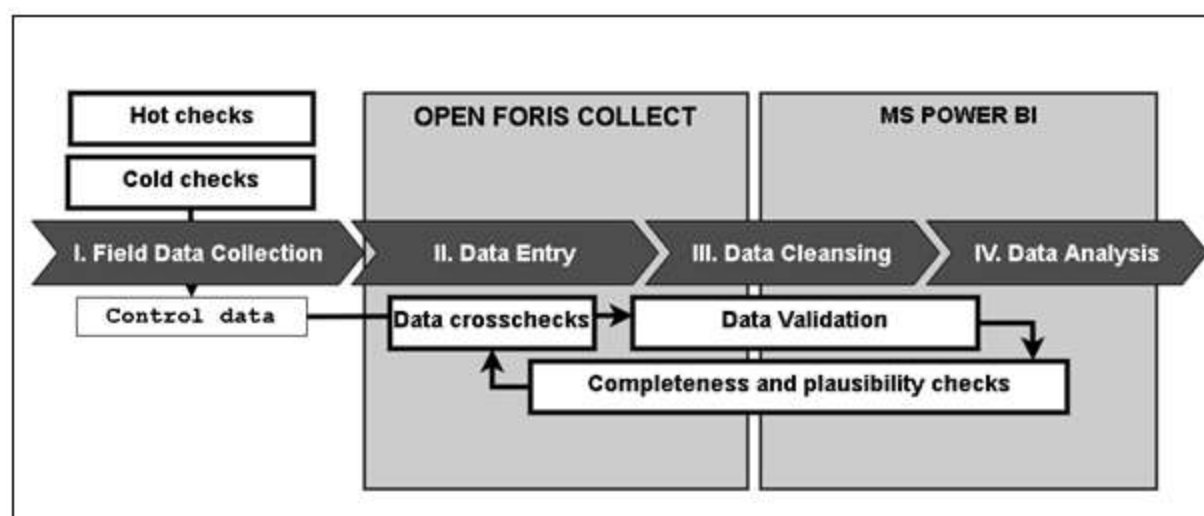 Hot checks
Cold checks
OPEN FORIS COLLECT
MS POWER BI
I. Field Data Collection
II. Data Entry
III. Data Cleansing
IV. Data Analysis
Control data
Data crosschecks
Data Validation
Completeness and plausibility checks